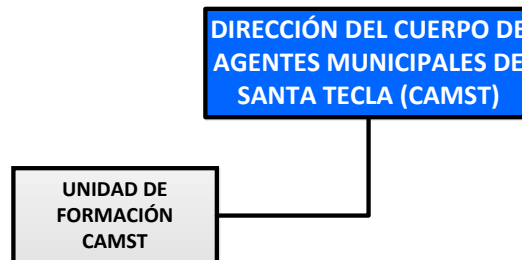 DIRECCIÓN DEL CUERPO DE
AGENTES MUNICIPALES DE
SANTA TECLA (CAMST)
UNIDAD DE
FORMACIÓN
CAMST